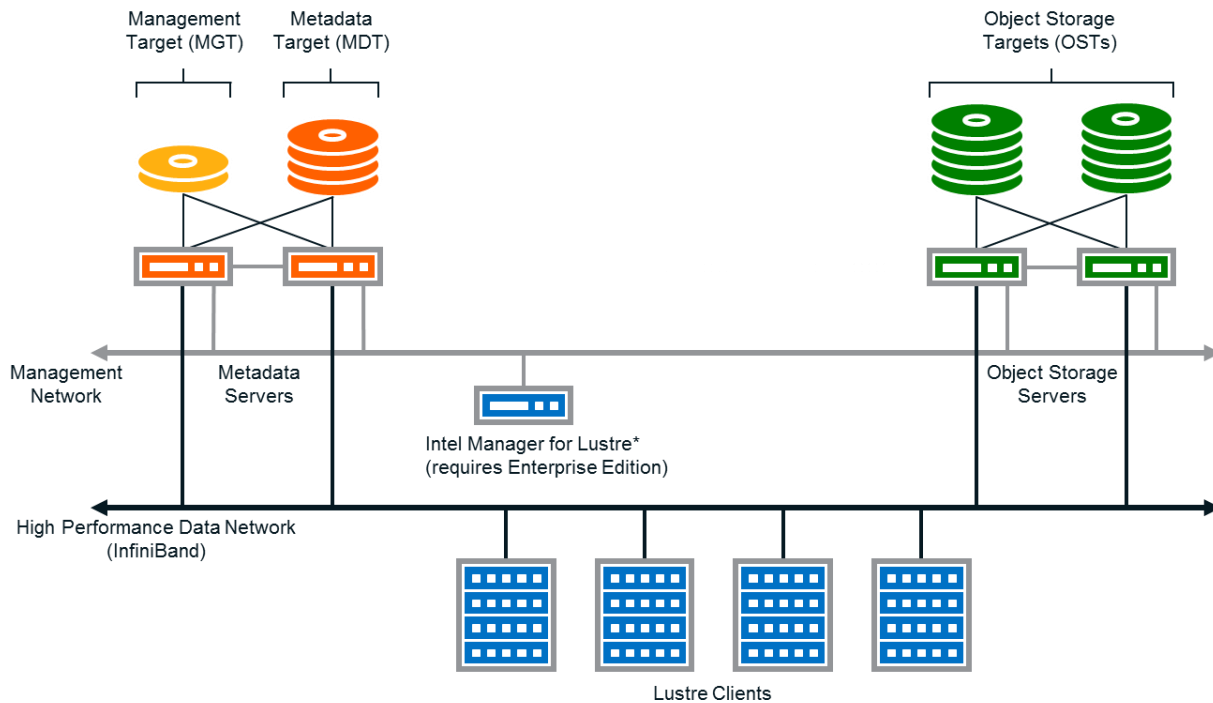 Management
Target (MGT)
Metadata
Target (MDT)
Object Storage
Targets (OSTs)
Management
Network
Metadata
Servers
Object Storage
Servers
Intel Manager for Lustre*
(requires Enterprise Edition)
High Performance Data Network
(InfiniBand)
Lustre Clients